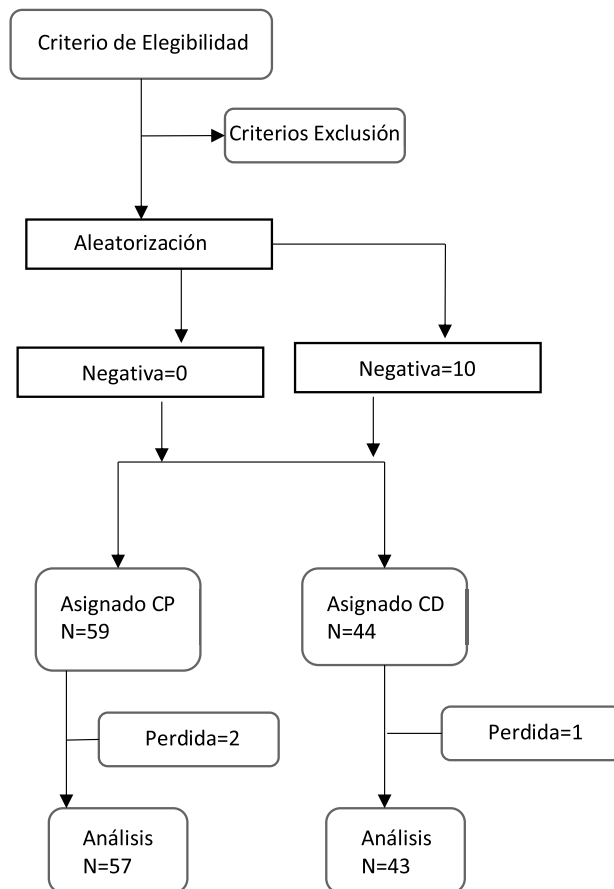 Criterio de Elegibilidad
Criterios Exclusión
Aleatorización
Negativa=0
Negativa=10
Asignado CP
N=59
Asignado CD
N=44
Perdida=2
Perdida=1
Análisis
N=57
Análisis
N=43